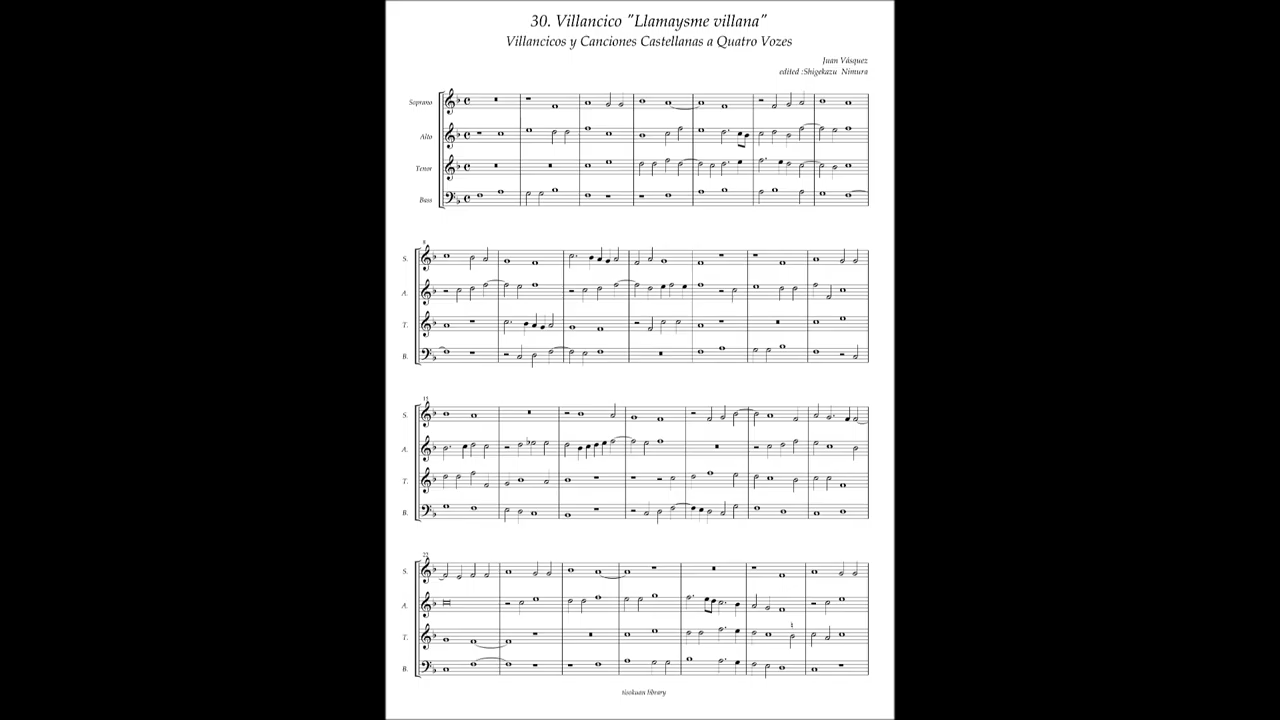 30. Villancico "Llamaysme villana"
Villancicos y Canciones Castellanas a Quatro Vozes
Juan Vásquez
edited :Shigekazu Nimura
Soprano
Alto
Tenor
Bass
8
S.
A.
T.
B.
15
S.
A.
T.
B.
22
S.
A.
T.
B.
library